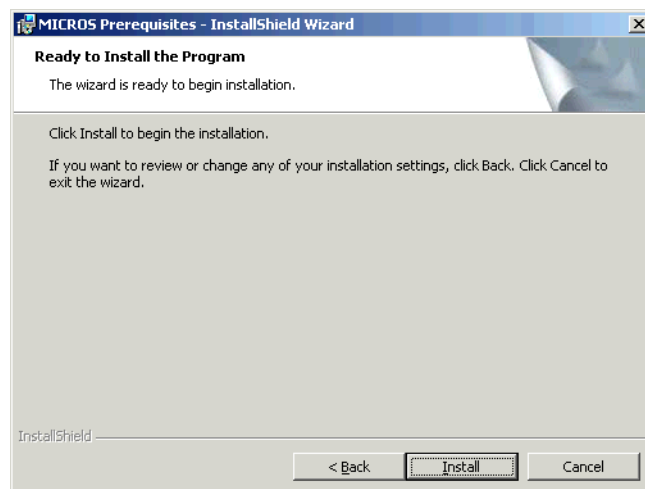 MICROS Prerequisites - InstallShield Wizard
Ready to Install the Program
The wizard is ready to begin installation.
Click Install to begin the installation.
If you want to review or change any of your installation settings, click Back. Click Cancel to
exit the wizard.
InstallShield
< Back Install Cancel